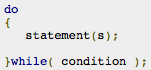 do
{
statement(s);
}while( condition );